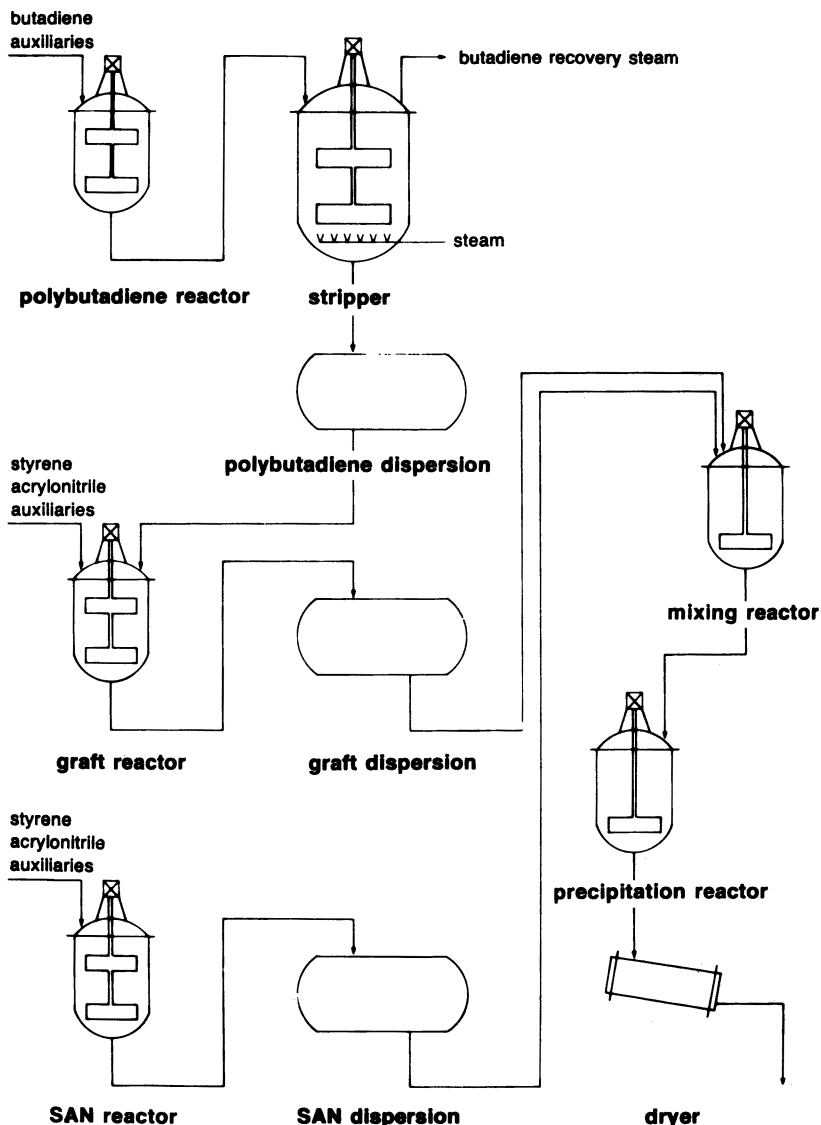 butadiene
auxiliaries
butadiene recovery steam
steam
polybutadiene reactor
stripper
polybutadiene dispersion
styrene
acrylonitrile
auxiliaries
mixing reactor
graft reactor
graft dispersion
styrene
acrylonitrile
auxiliaries
precipitation reactor
SAN reactor
SAN dispersion
dryer